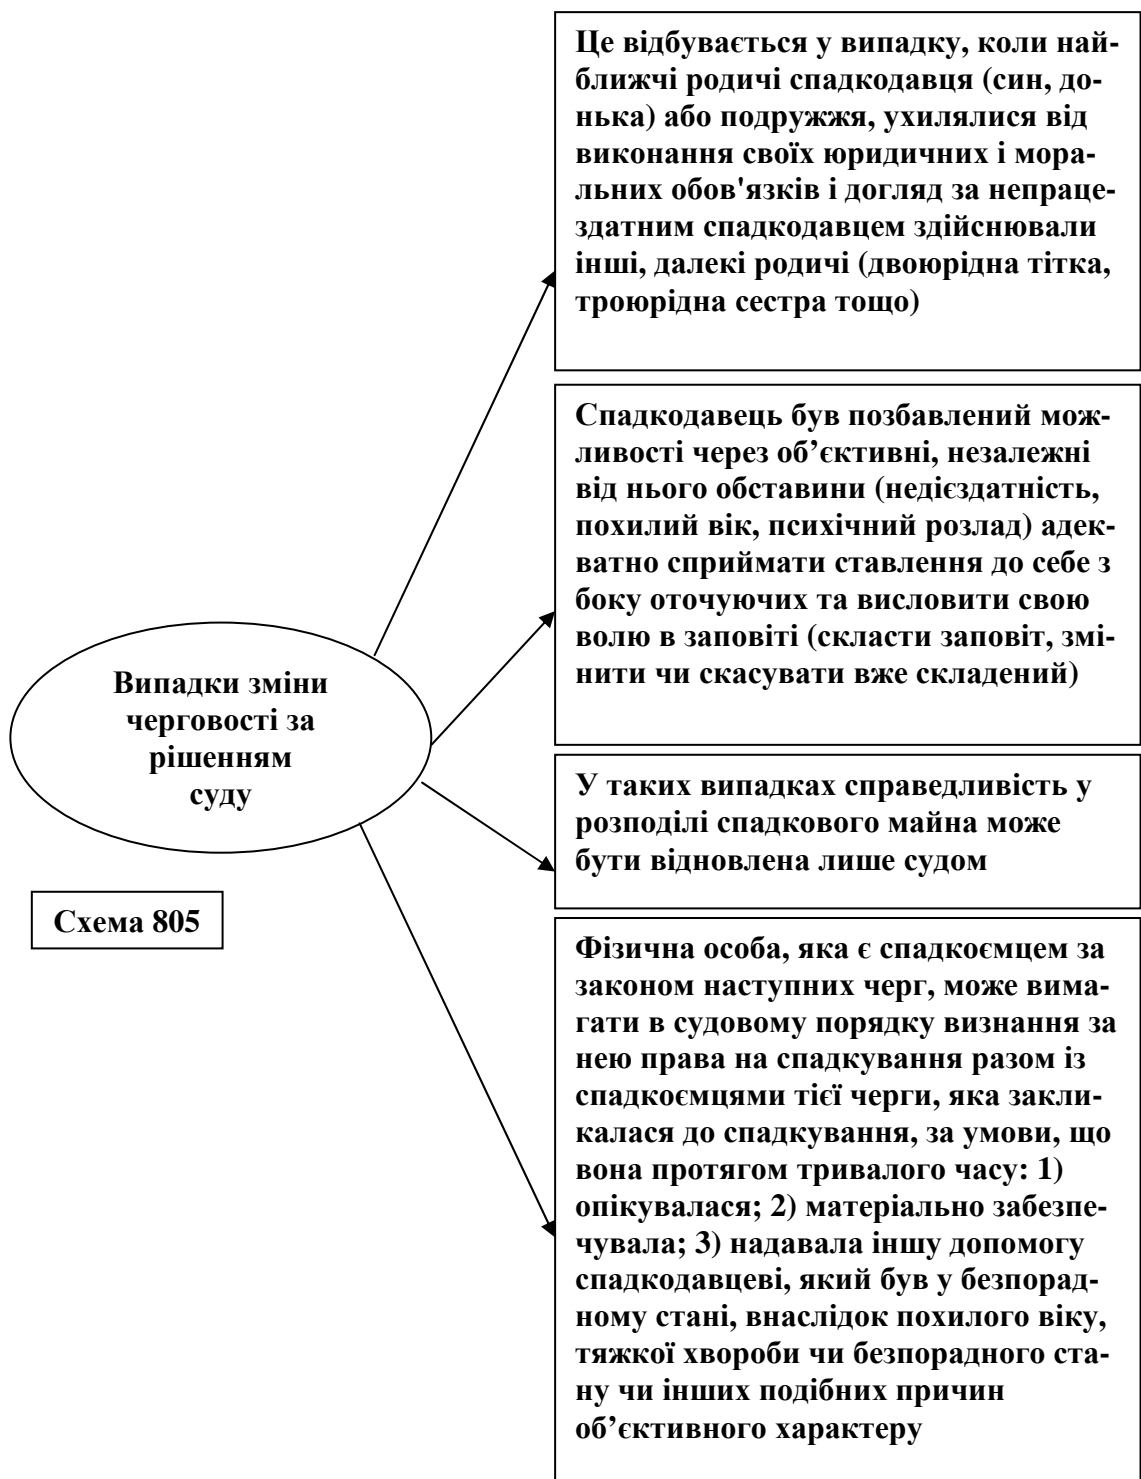 Це відбувається у випадку, коли най-
ближчі родичі спадкодавця (син, до-
нька) або подружжя, ухилялися від
виконання своїх юридичних і мора-
льних обов'язків і догляд за непраце-
здатним спадкодавцем здійснювали
інші, далекі родичі (двоюрідна тітка,
троюрідна сестра тощо)
Спадкодавець був позбавлений мож-
ливості через об’єктивні, незалежні
від нього обставини (недієздатність,
похилий вік, психічний розлад) адек-
ватно сприймати ставлення до себе з
боку оточуючих та висловити свою
волю в заповіті (скласти заповіт, змі-
нити чи скасувати вже складений)
Випадки зміни
черговості за
рішенням
суду
У таких випадках справедливість у
розподілі спадкового майна може
бути відновлена лише судом
Схема 805
Фізична особа, яка є спадкоємцем за
законом наступних черг, може вима-
гати в судовому порядку визнання за
нею права на спадкування разом із
спадкоємцями тієї черги, яка закли-
калася до спадкування, за умови, що
вона протягом тривалого часу: 1)
опікувалася; 2) матеріально забезпе-
чувала; 3) надавала іншу допомогу
спадкодавцеві, який був у безпорад-
ному стані, внаслідок похилого віку,
тяжкої хвороби чи безпорадного ста-
ну чи інших подібних причин
об’єктивного характеру